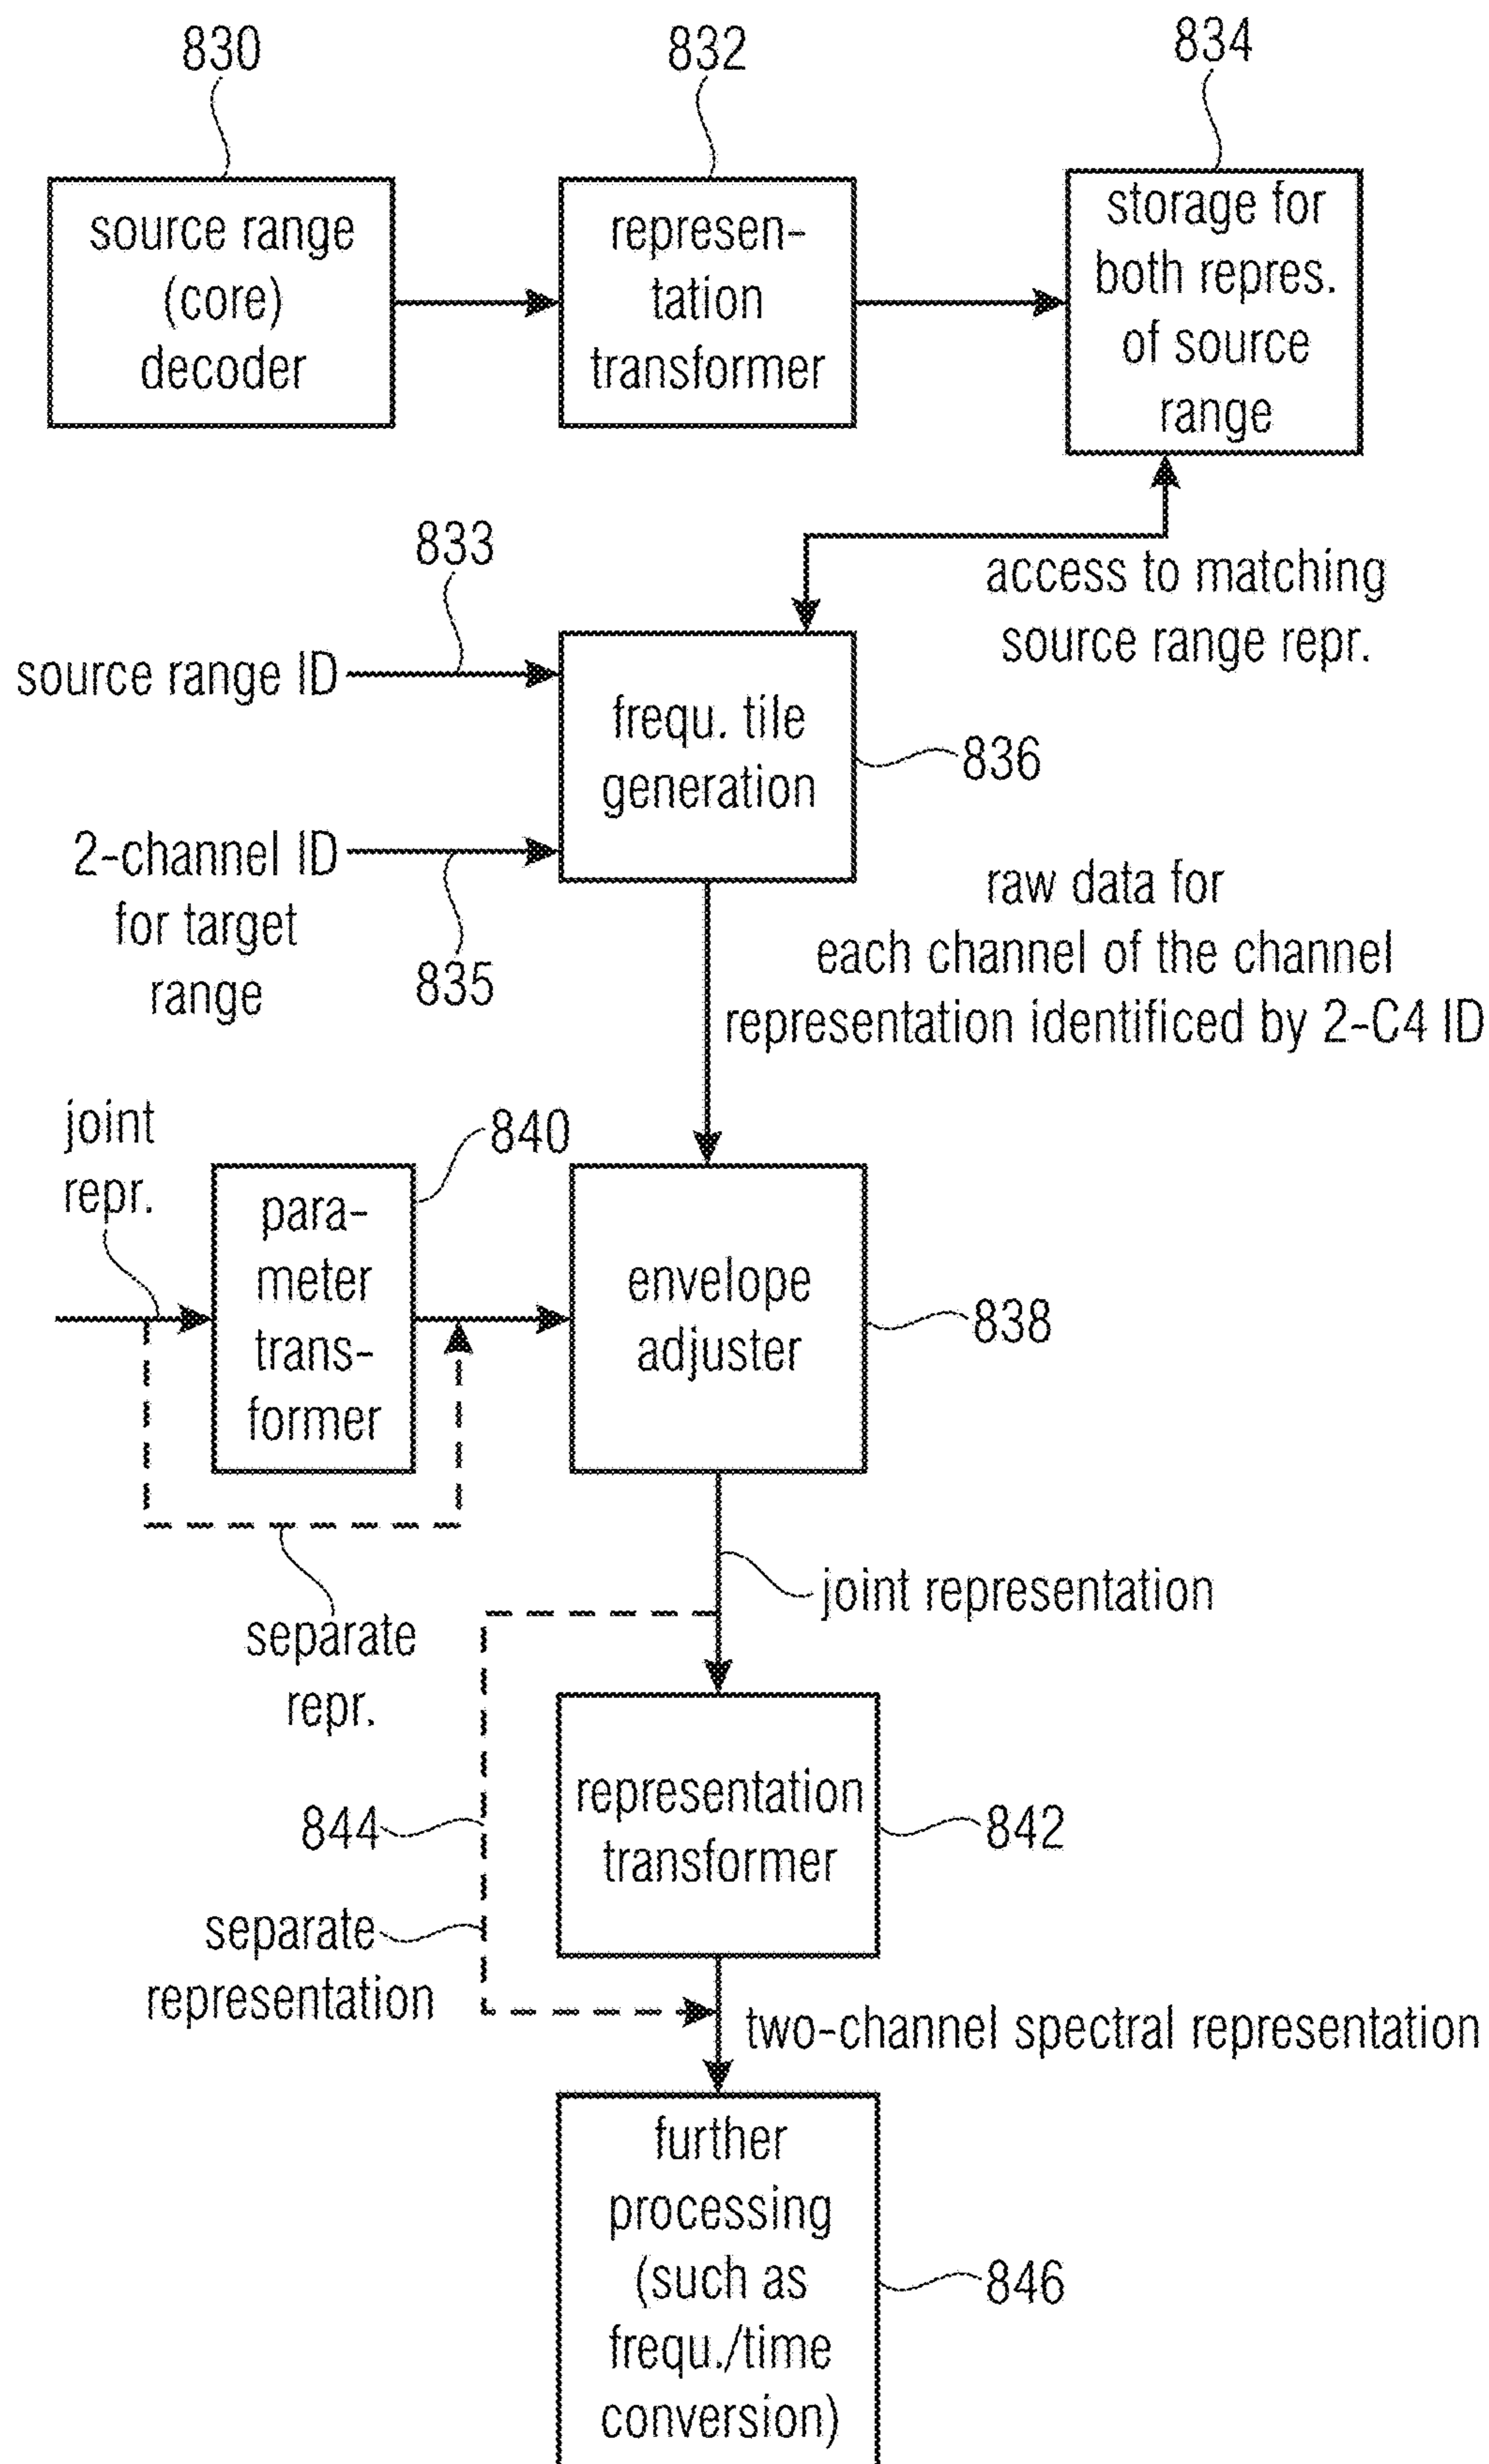 830
832
834
source range
(core)
decoder
represen-
tation
transformer
storage for
both repres.
of source
range
833
access to matching
source range repr.
source range ID
frequ. tile
generation
836
2-channel ID
for target
range
835
raw data for
each channel of the channel
representation identificed by 2-C4 ID
joint
repr.
840
para-
meter
trans-
former
envelope
adjuster
838
separate
repr.
joint representation
844
representation
transformer
842
separate
representation
two-channel spectral representation
further
processing
(such as
frequ./time
conversion)
846